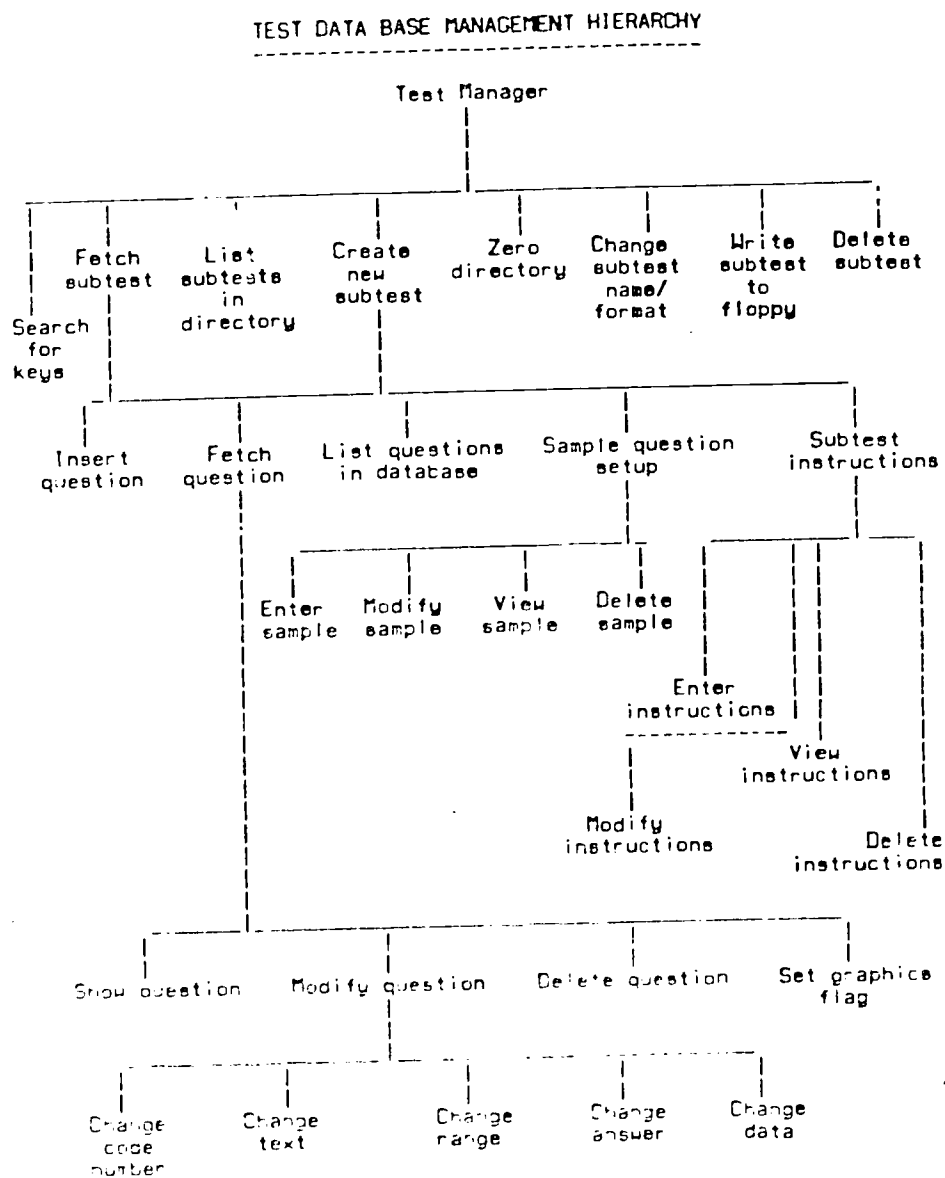 TEST DATA BASE MANAGEMENT HIERARCHY
Test Manager
Search
for
keys
Fetch
subtest
List
subtests
in
directory
Create
new
subtest
Zero
directory
Change
subtest
name/
format
Write
subtest
to
floppy
Delete
subtest
Insert
question
Fetch
question
List questions
in database
Sample question
setup
Subtest
instructions
Enter
sample
Modify
sample
View
sample
Delete
sample
Enter
instructions
Modify
instructions
View
instructions
Delete
instructions
Show question
Modify question
Delete question
Set graphics
flag
Change
code
number
Change
text
Change
range
Change
answer
Change
data